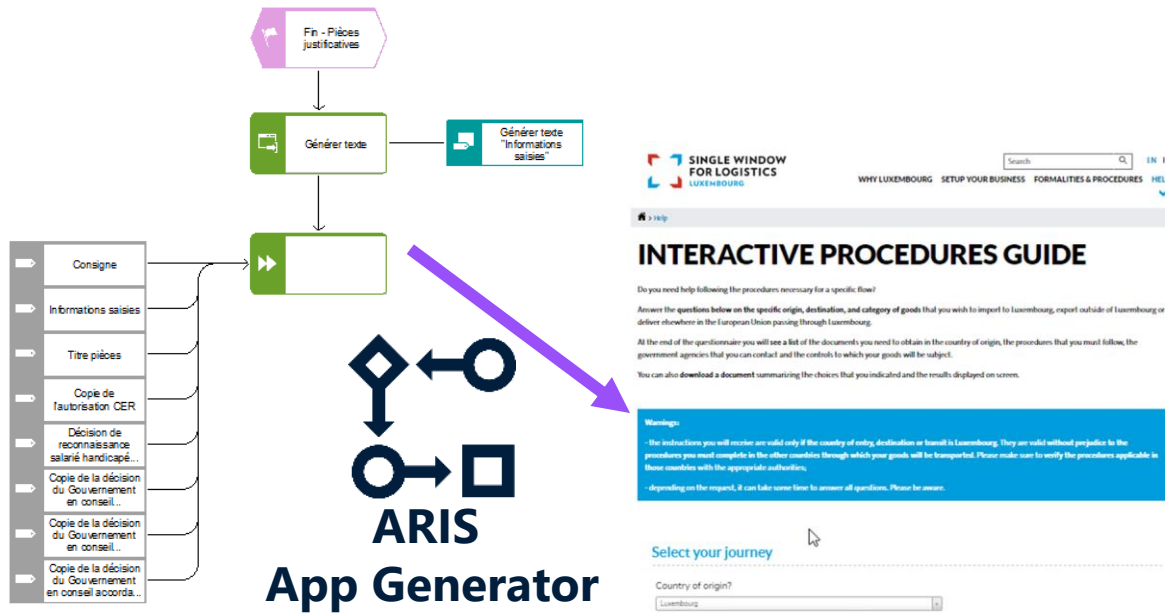 Fin - Pièces
justificatives
Générer texte
Générer texte
"Informations
saisies"
Consigne
Informations saisies
Titre pièces
Copie de
l'autorisation CER
Décision de
reconnaissance
salarié handicapé...
Copie de la décision
du Gouvernement
en conseil...
Copie de la décision
du Gouvernement
en conseil...
Copie de la décision
du Gouvernement
en conseil accorda...
ARIS
App Generator
SINGLE WINDOW
FOR LOGISTICS
LUXEMBOURG
Search
IN
WHY LUXEMBOURG SETUP YOUR BUSINESS FORMALITIES & PROCEDURES HEL
> Help
INTERACTIVE PROCEDURES GUIDE
Do you need help following the procedures necessary for a specific flow?
Answer the questions below on the specific origin, destination, and category of goods that you wish to import to Luxembourg, export outside of Luxembourg or
deliver elsewhere in the European Union passing through Luxembourg.
At the end of the questionnaire you will see a list of the documents you need to obtain in the country of origin, the procedures that you must follow, the
government agencies that you can contact and the controls to which your goods will be subject.
You can also download a document summarizing the choices that you indicated and the results displayed on screen.
Warnings:
- the instructions you will receive are valid only if the country of entry, destination or transit is Luxembourg. They are valid without prejudice to the
procedures you must complete in the other countries through which your goods will be transported. Please make sure to verify the procedures applicable in
those countries with the appropriate authorities;
- depending on the request, it can take some time to answer all questions. Please be aware.
Select your journey
Country of origin?
Luxembourg